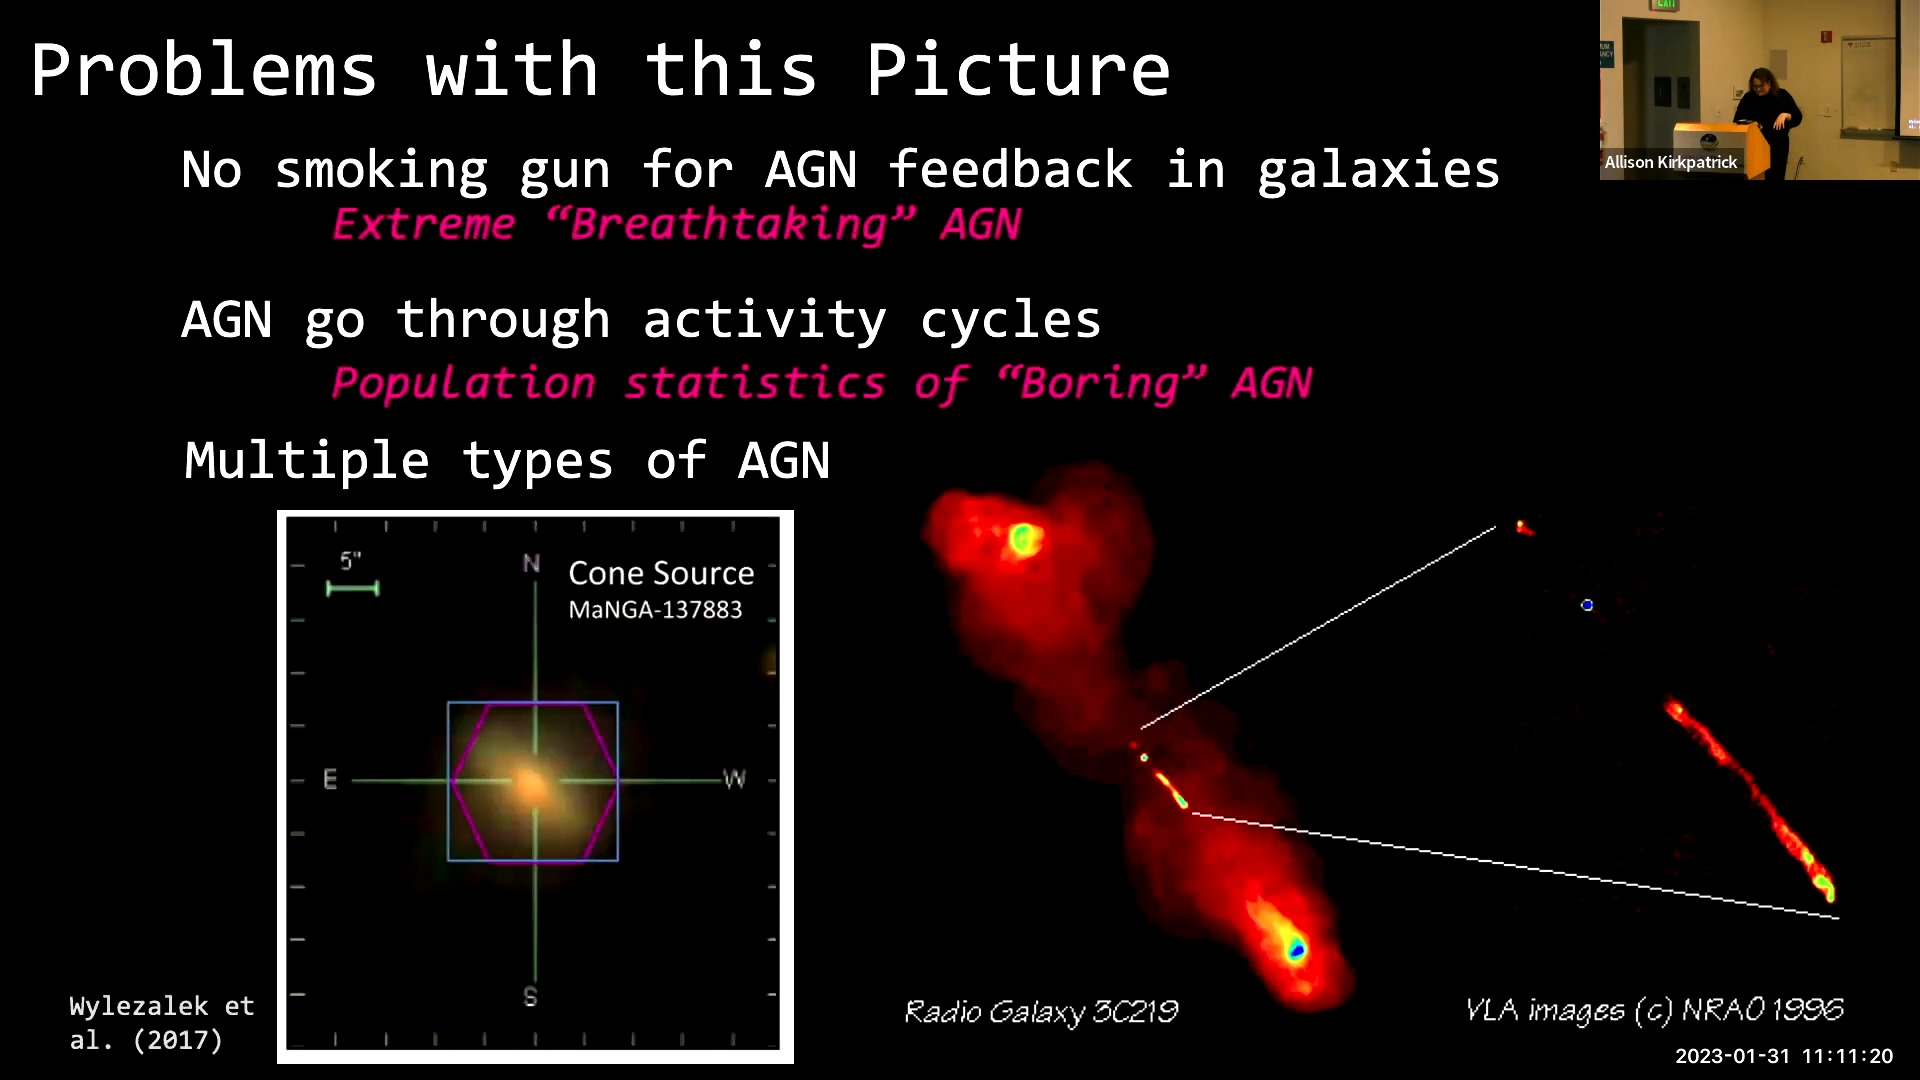 Problems with this Picture
No smoking gun for AGN feedback in galaxies
Extreme “Breathtaking” AGN
AGN go through activity cycles
Population statistics of “Boring” AGN
Multiple types of AGN
5"
N
Cone Source
MaNGA-137883
E
W
S
Wylezalek et
al. (2017)
Radio Galaxy 3C219
VLA images (c) NRAO 1996
2023-01-31 11:11:20
EXIT
Allison Kirkpatrick